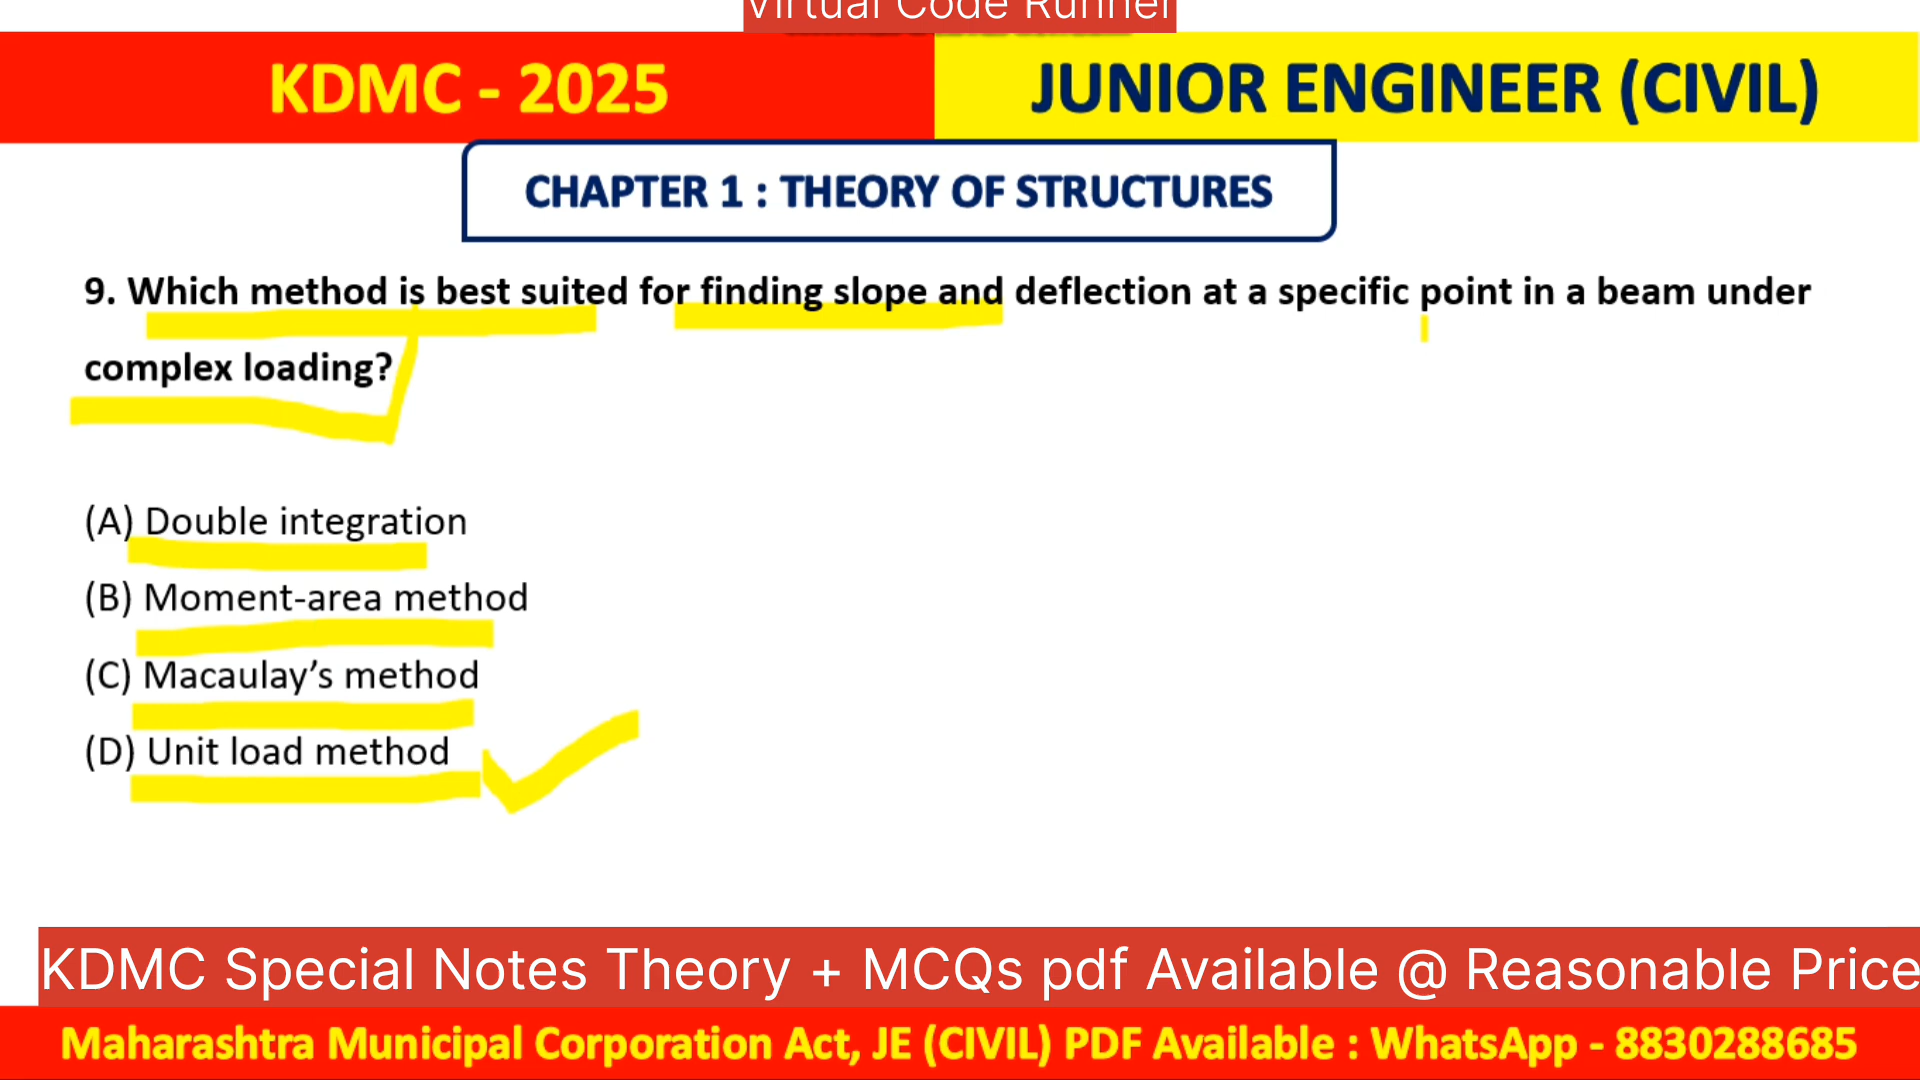 Virtual Code Runner
KDMC - 2025
JUNIOR ENGINEER (CIVIL)
CHAPTER 1 : THEORY OF STRUCTURES
9. Which method is best suited for finding slope and deflection at a specific point in a beam under
complex loading?
(A) Double integration
(B) Moment-area method
(C) Macaulay’s method
(D) Unit load method
KDMC Special Notes Theory + MCQs pdf Available @ Reasonable Price
Maharashtra Municipal Corporation Act, JE (CIVIL) PDF Available : WhatsApp - 8830288685